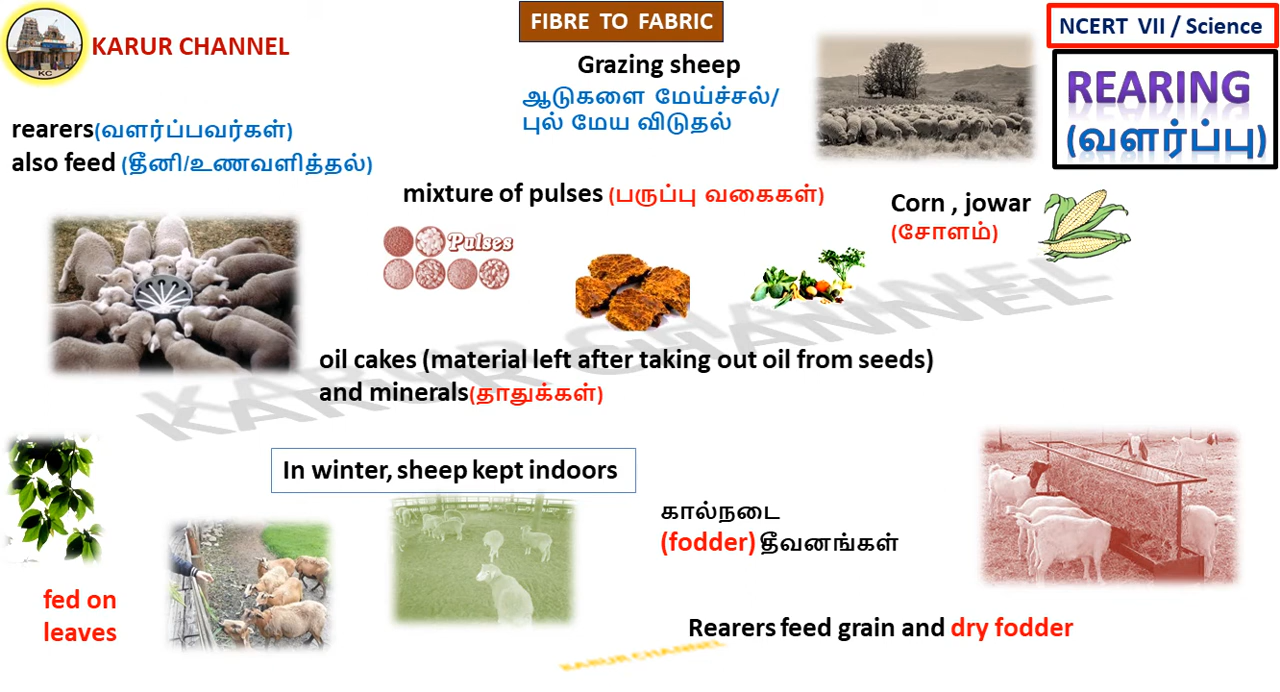 KARUR CHANNEL
KC
FIBRE TO FABRIC
NCERT VII / Science
REARING
(வளர்ப்பு)
Grazing sheep
ஆடுகளை மேய்ச்சல்/
புல் மேய விடுதல்
rearers(வளர்ப்பவர்கள்)
also feed (தீனி/உணவளித்தல்)
mixture of pulses (பருப்பு வகைகள்)
Corn , jowar
(சோளம்)
Pulses
KARUR CHANNEL
oil cakes (material left after taking out oil from seeds)
and minerals(தாதுக்கள்)
In winter, sheep kept indoors
கால்நடை
(fodder) தீவனங்கள்
fed on
leaves
Rearers feed grain and dry fodder
KARUR CHANNEL